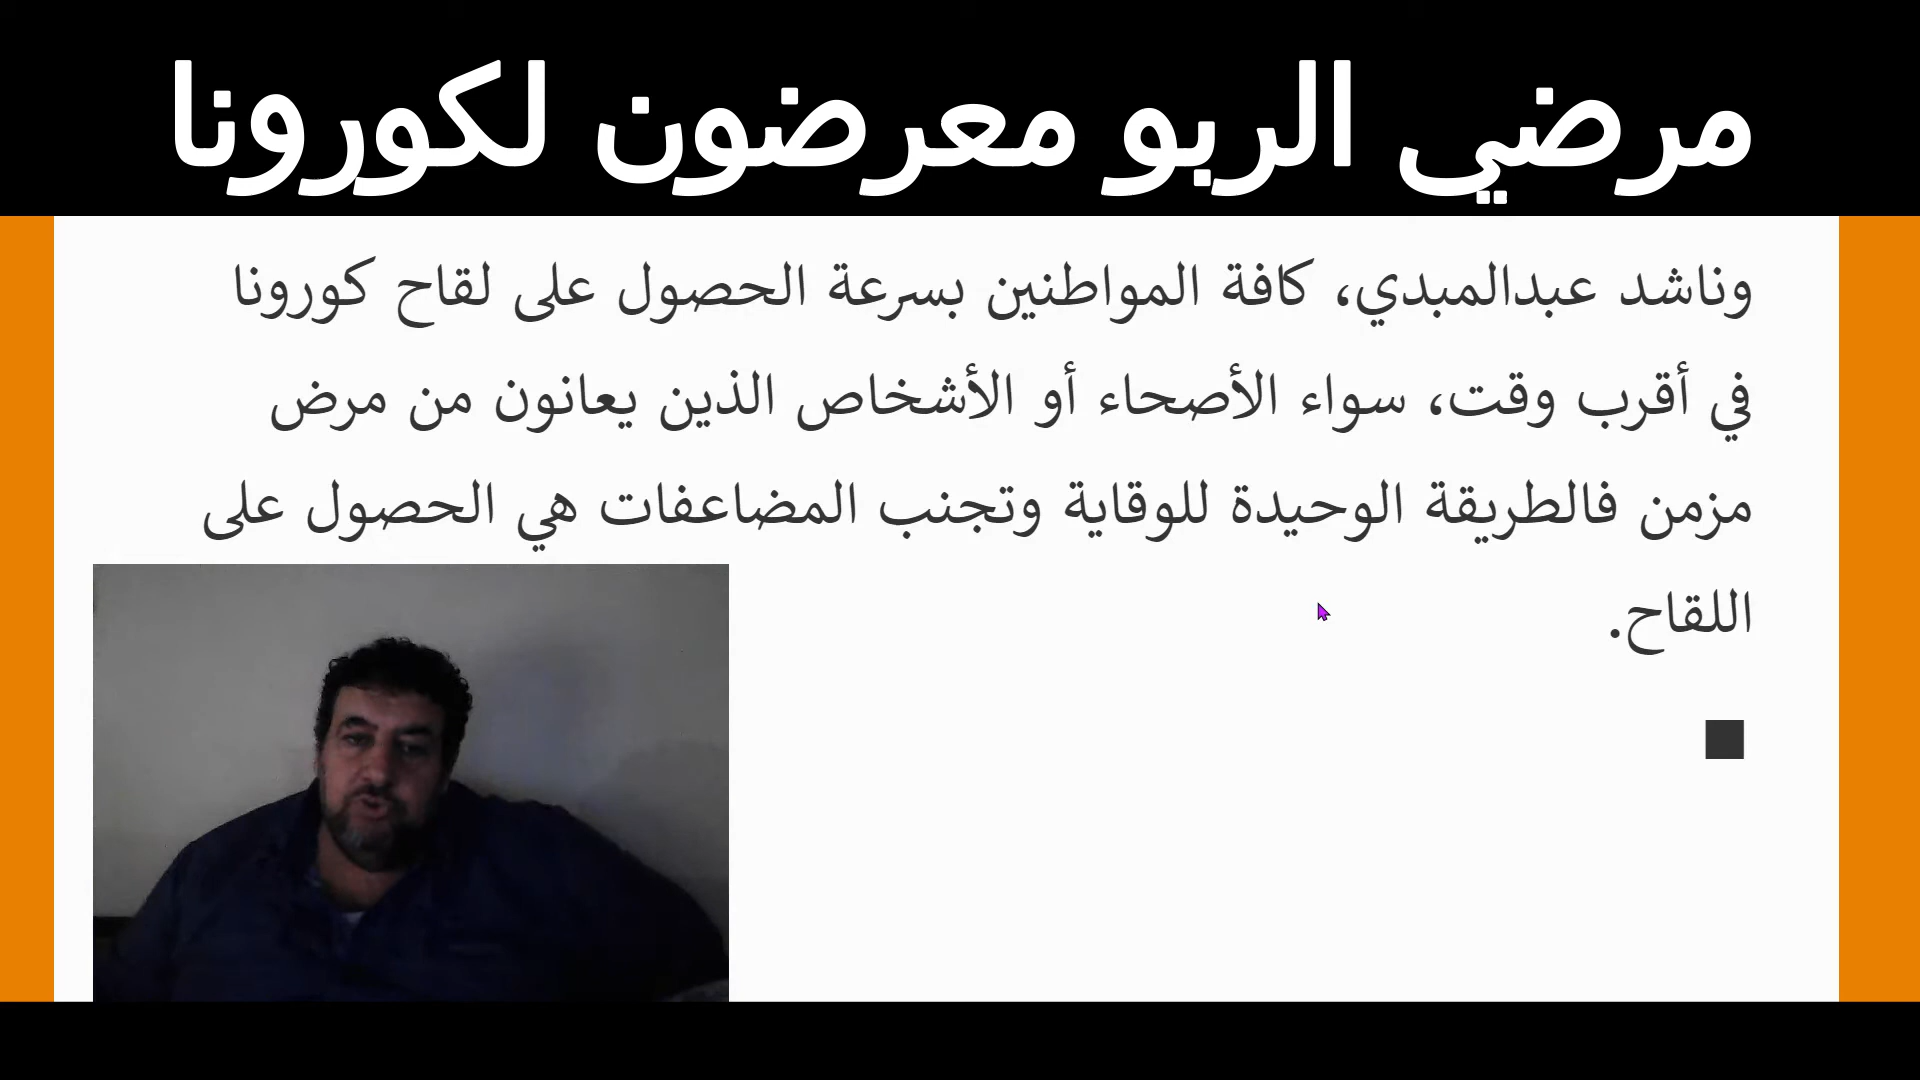 مرضي الربو معرضون لكورونا
وناشد عبدالمبدي، كافة المواطنين بسرعة الحصول على لقاح كورونا
في أقرب وقت، سواء الأصحاء أو الأشخاص الذين يعانون من مرض
مزمن فالطريقة الوحيدة للوقاية وتجنب المضاعفات هي الحصول على
اللقاح.